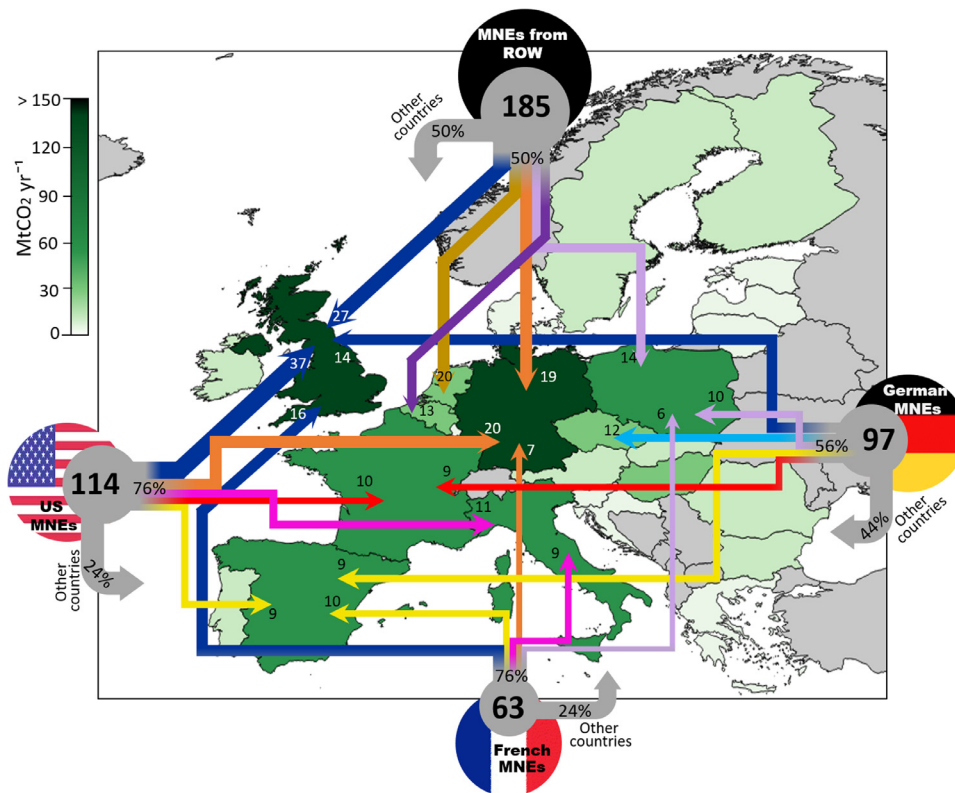 MNEs from
ROW
185
50%
Other
countries
50%
> 150
120
90
60
30
0
MtCO₂ yr⁻¹
27
14
37
16
20
13
19
14
10
6
12
20
7
9
10
11
9
9
10
9
German
MNEs
97
56%
44%
Other
countries
114
76%
US
MNEs
24%
Other
countries
76%
63
24%
Other
countries
French
MNEs